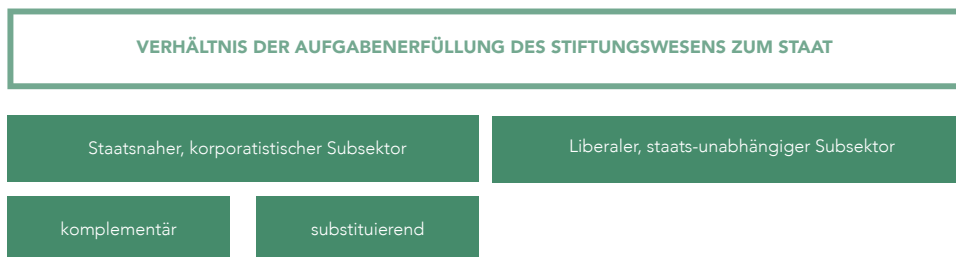 VERHÄLTNIS DER AUFGABENERFÜLLUNG DES STIFTUNGSWESENS ZUM STAAT
Staatsnaher, korporatistischer Subsektor
Liberaler, staats-unabhängiger Subsektor
komplementär
substituierend